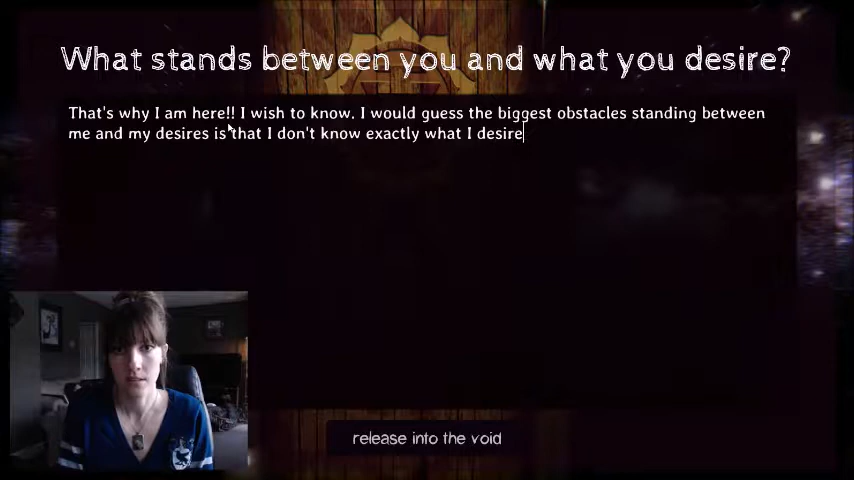 What stands between you and what you desire?
That's why I am here!! I wish to know. I would guess the biggest obstacles standing between
me and my desires is that I don't know exactly what I desire
release into the void